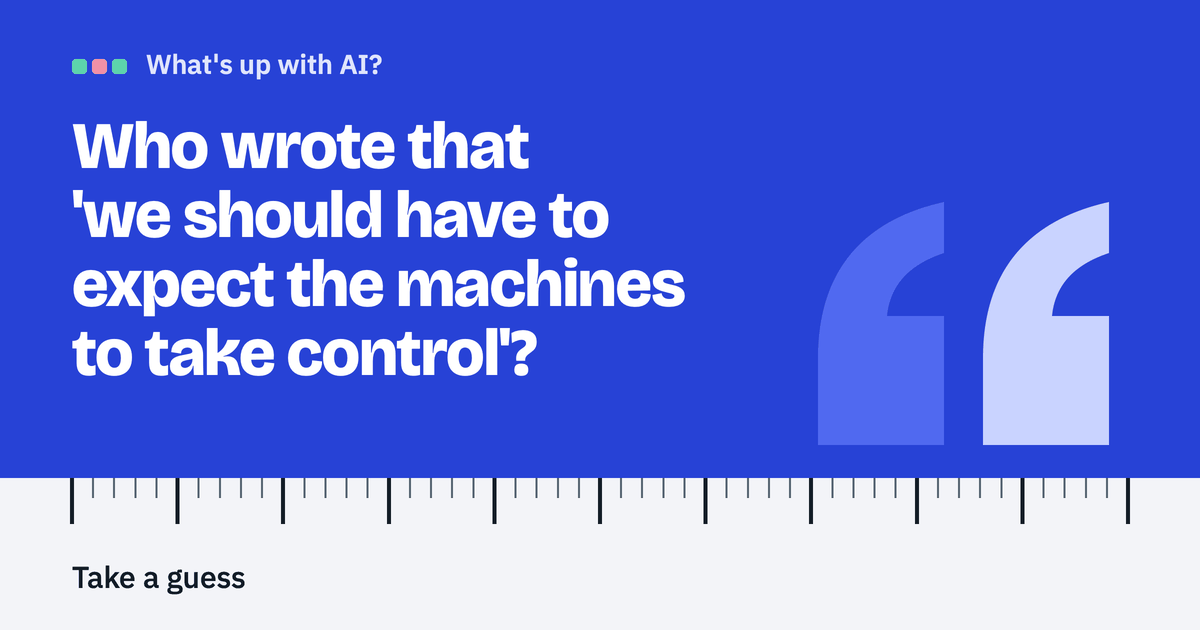 What's up with AI?
Who wrote that
'we should have to
expect the machines
to take control'?
Take a guess